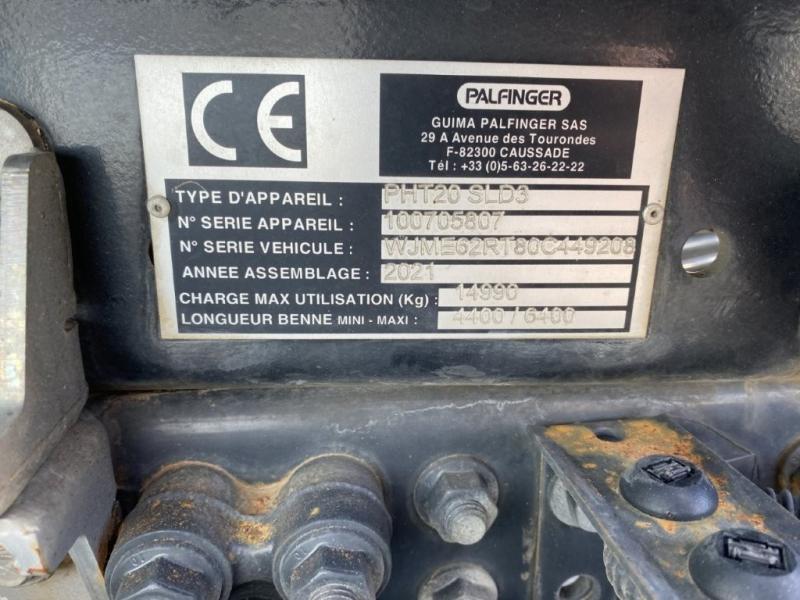 CE
PALFINGER
GUIMA PALFINGER SAS
29 A Avenue des Tourondes
F-82300 CAUSSADE
Tél : +33 (0)5-63-26-22-22
TYPE D'APPAREIL : PHT20 SLD3
N° SERIE APPAREIL : 100705807
N° SERIE VEHICULE : WJME62RT80C449208
ANNEE ASSEMBLAGE : 2021
CHARGE MAX UTILISATION (Kg) : 14990
LONGUEUR BENNE MINI - MAXI : 4400 / 6400